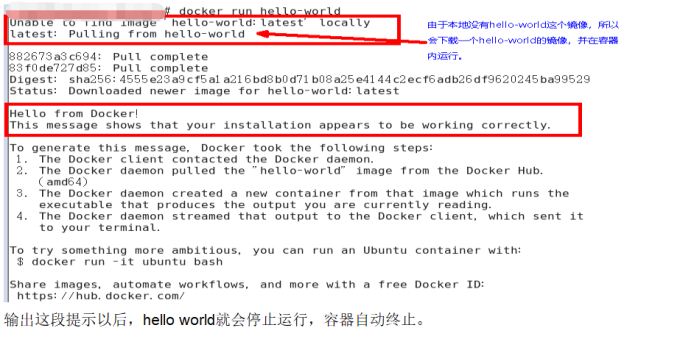 # docker run hello-world
Unable to find image 'hello-world:latest' locally
latest: Pulling from hello-world
由于本地没有hello-world这个镜像，所以
会下载一个hello-world的镜像，并在容器
内运行。
882673a3c694: Pull complete
83f0de727d85: Pull complete
Digest: sha256:4555e23a9cf5a1a216bd8b0d71b08a25e4144c2ecf6adb26df9620245ba99529
Status: Downloaded newer image for hello-world:latest
Hello from Docker!
This message shows that your installation appears to be working correctly.
To generate this message, Docker took the following steps:
1. The Docker client contacted the Docker daemon.
2. The Docker daemon pulled the "hello-world" image from the Docker Hub.
(amd64)
3. The Docker daemon created a new container from that image which runs the
executable that produces the output you are currently reading.
4. The Docker daemon streamed that output to the Docker client, which sent it
to your terminal.
To try something more ambitious, you can run an Ubuntu container with:
$ docker run -it ubuntu bash
Share images, automate workflows, and more with a free Docker ID:
https://hub.docker.com/
输出这段提示以后，hello world就会停止运行，容器自动终止。